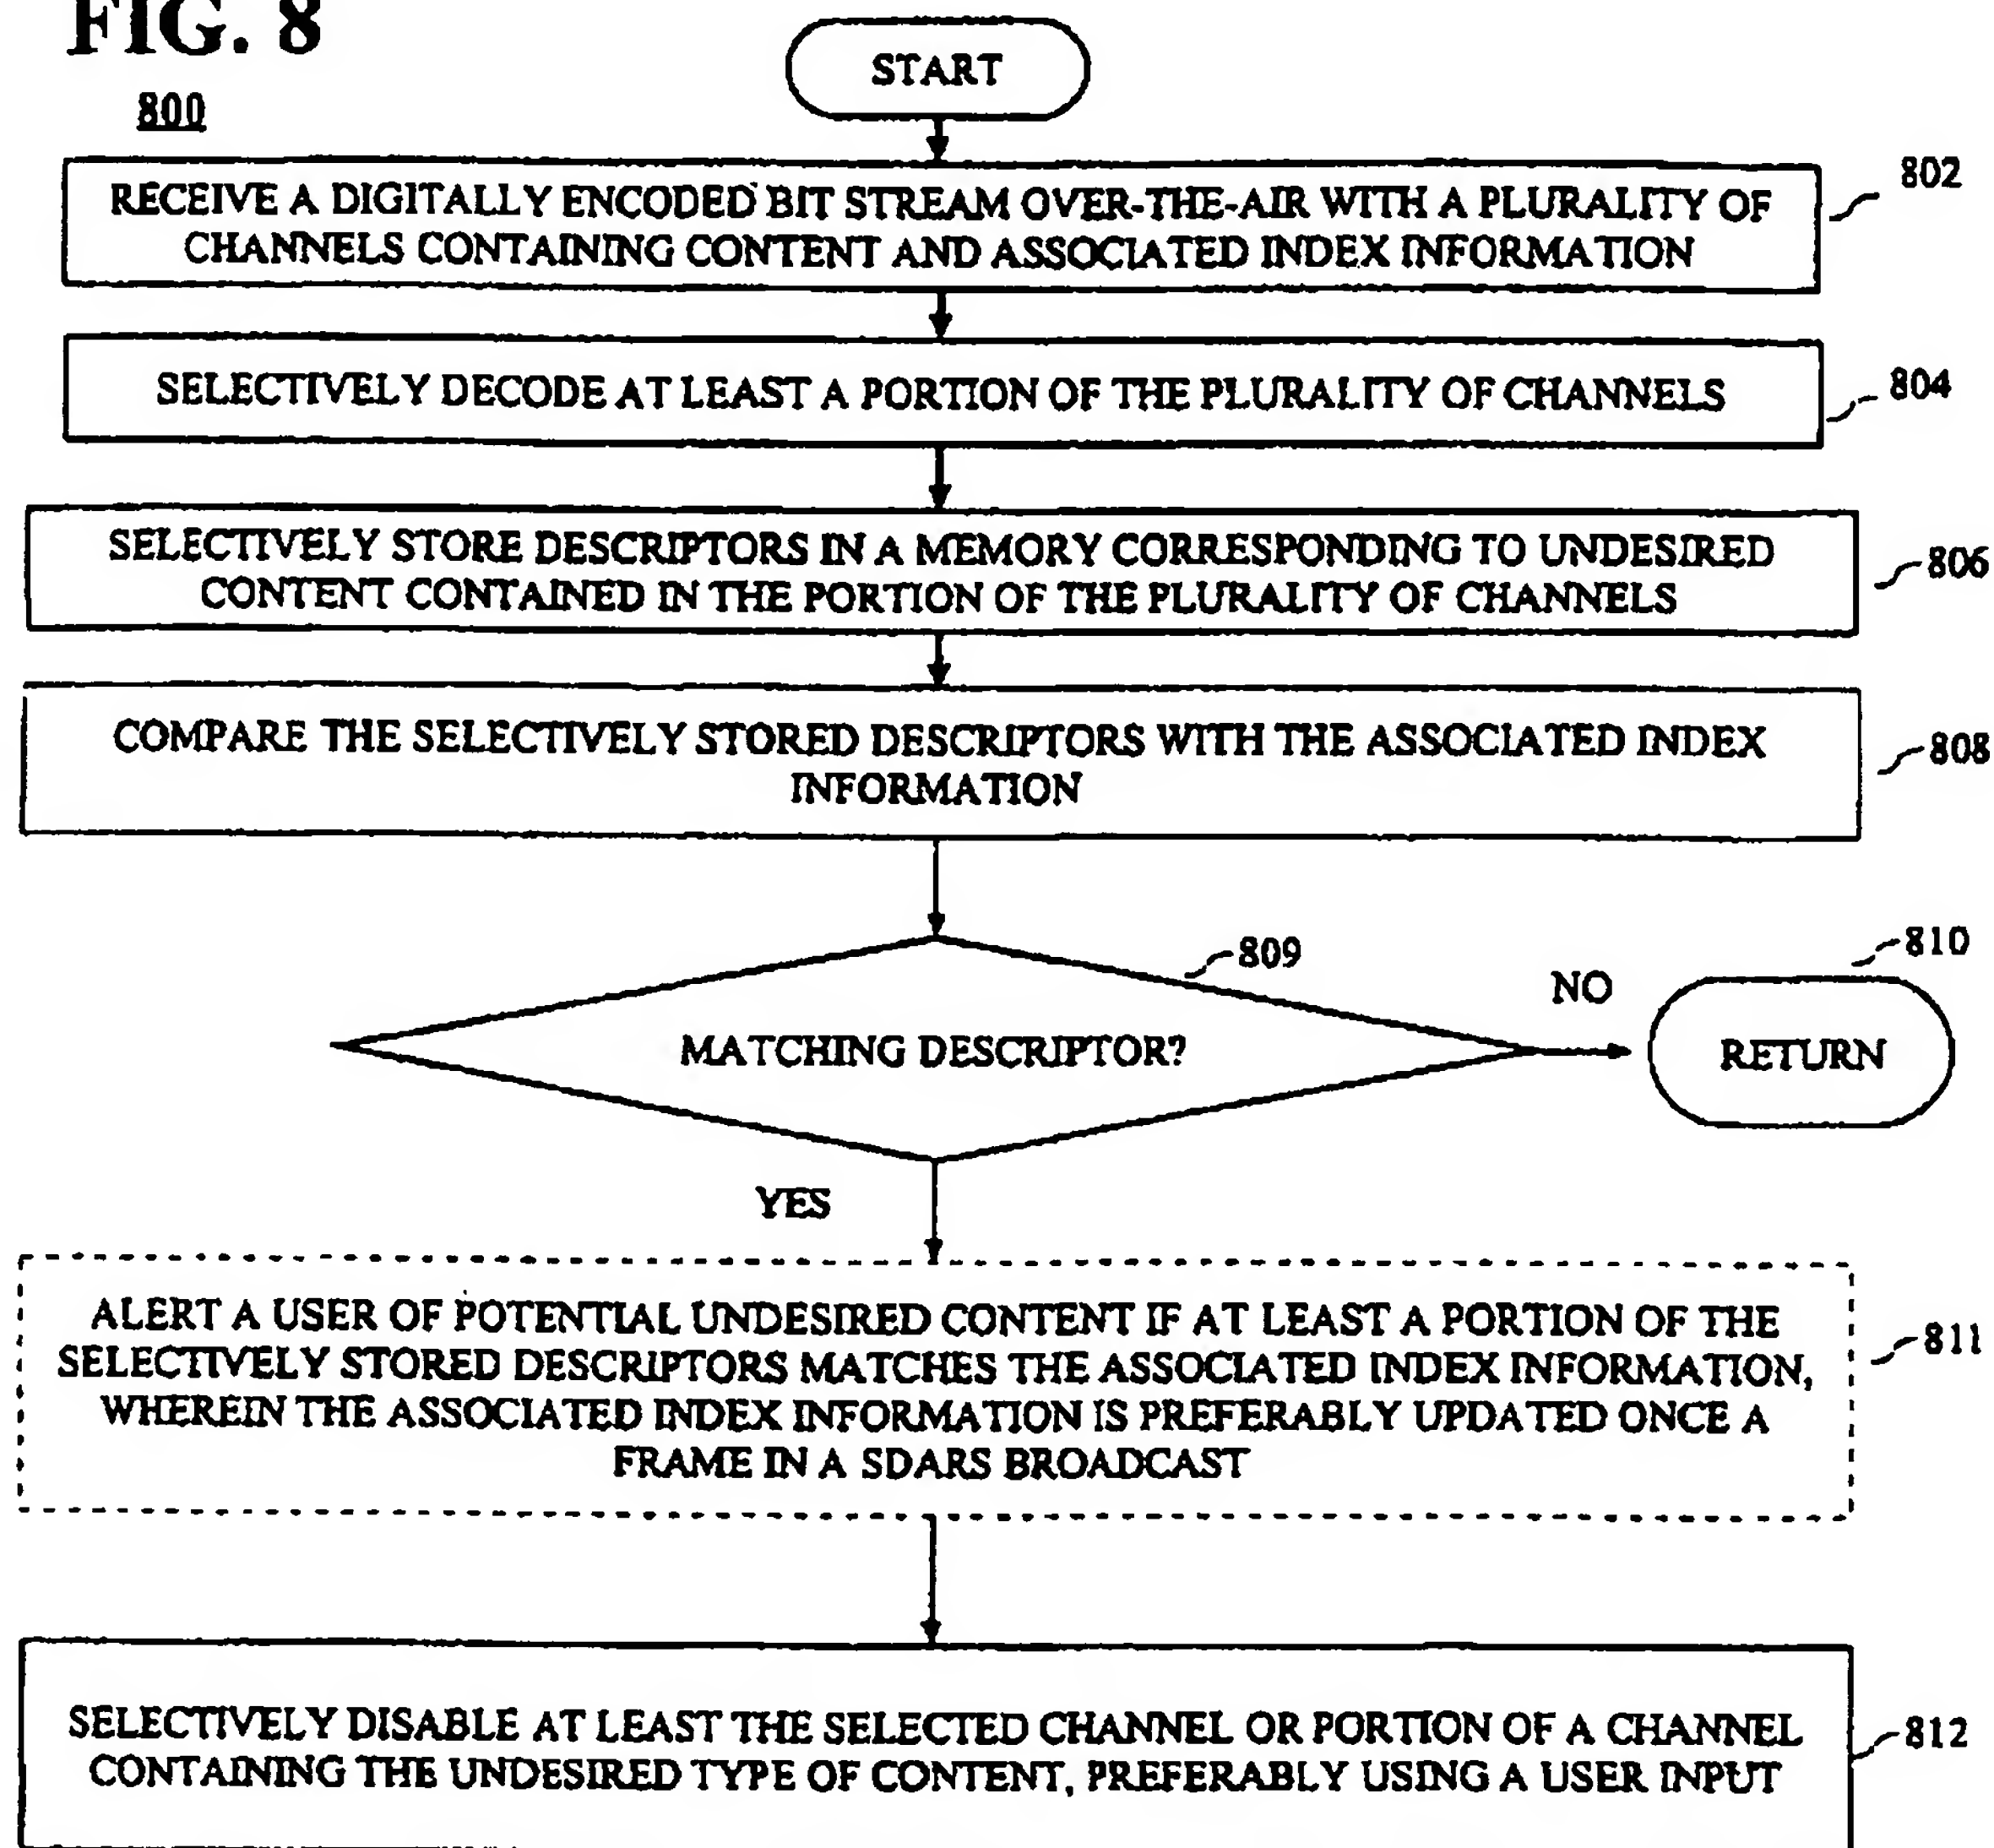 FIG. 8
800
START
RECEIVE A DIGITALLY ENCODED BIT STREAM OVER-THE-AIR WITH A PLURALITY OF
CHANNELS CONTAINING CONTENT AND ASSOCIATED INDEX INFORMATION
802
SELECTIVELY DECODE AT LEAST A PORTION OF THE PLURALITY OF CHANNELS
804
SELECTIVELY STORE DESCRIPTORS IN A MEMORY CORRESPONDING TO UNDESIRED
CONTENT CONTAINED IN THE PORTION OF THE PLURALITY OF CHANNELS
806
COMPARE THE SELECTIVELY STORED DESCRIPTORS WITH THE ASSOCIATED INDEX
INFORMATION
808
809
MATCHING DESCRIPTOR?
NO
810
RETURN
YES
ALERT A USER OF POTENTIAL UNDESIRED CONTENT IF AT LEAST A PORTION OF THE
SELECTIVELY STORED DESCRIPTORS MATCHES THE ASSOCIATED INDEX INFORMATION,
WHEREIN THE ASSOCIATED INDEX INFORMATION IS PREFERABLY UPDATED ONCE A
FRAME IN A SDARS BROADCAST
811
SELECTIVELY DISABLE AT LEAST THE SELECTED CHANNEL OR PORTION OF A CHANNEL
CONTAINING THE UNDESIRED TYPE OF CONTENT, PREFERABLY USING A USER INPUT
812